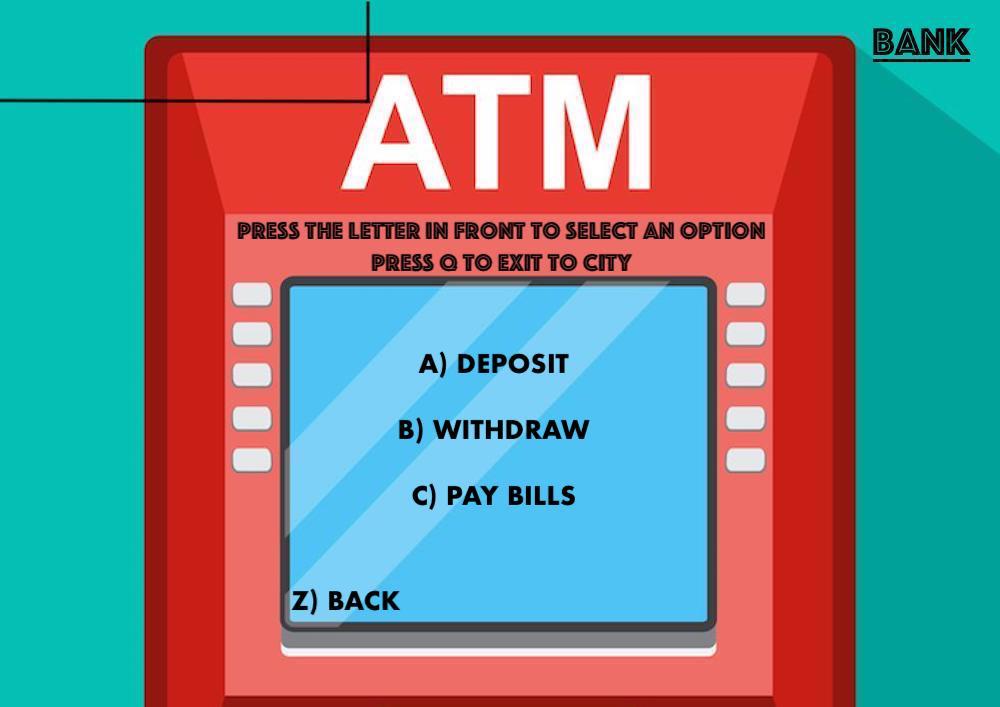 BANK
ATM
PRESS THE LETTER IN FRONT TO SELECT AN OPTION
PRESS Q TO EXIT TO CITY
A) DEPOSIT
B) WITHDRAW
C) PAY BILLS
Z) BACK